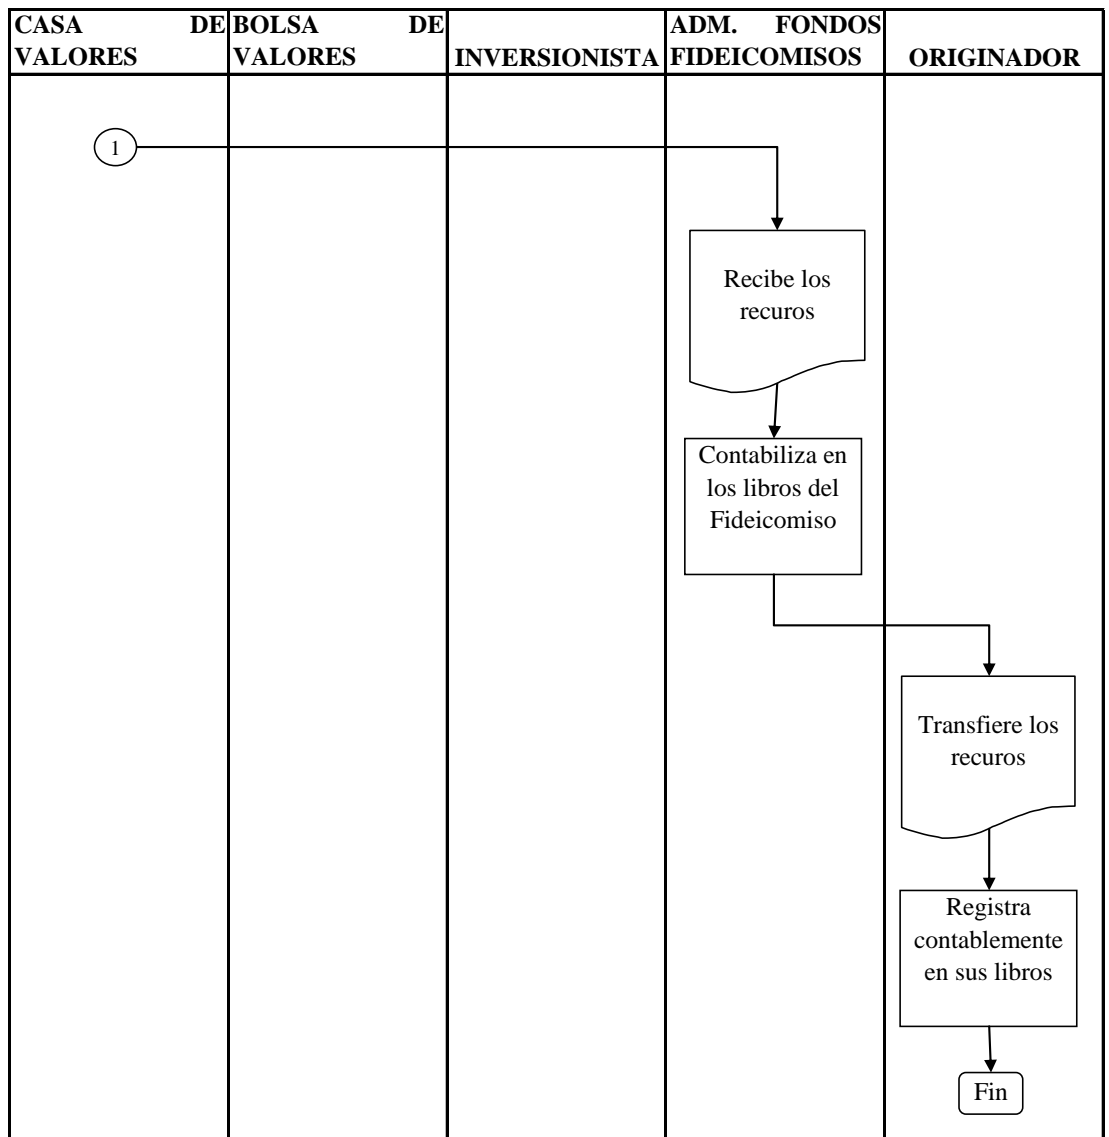 CASA DE
VALORES
BOLSA DE
VALORES
INVERSIONISTA
ADM. FONDOS
FIDEICOMISOS
ORIGINADOR
1
Recibe los
recuros
Contabiliza en
los libros del
Fideicomiso
Transfiere los
recuros
Registra
contablemente
en sus libros
Fin